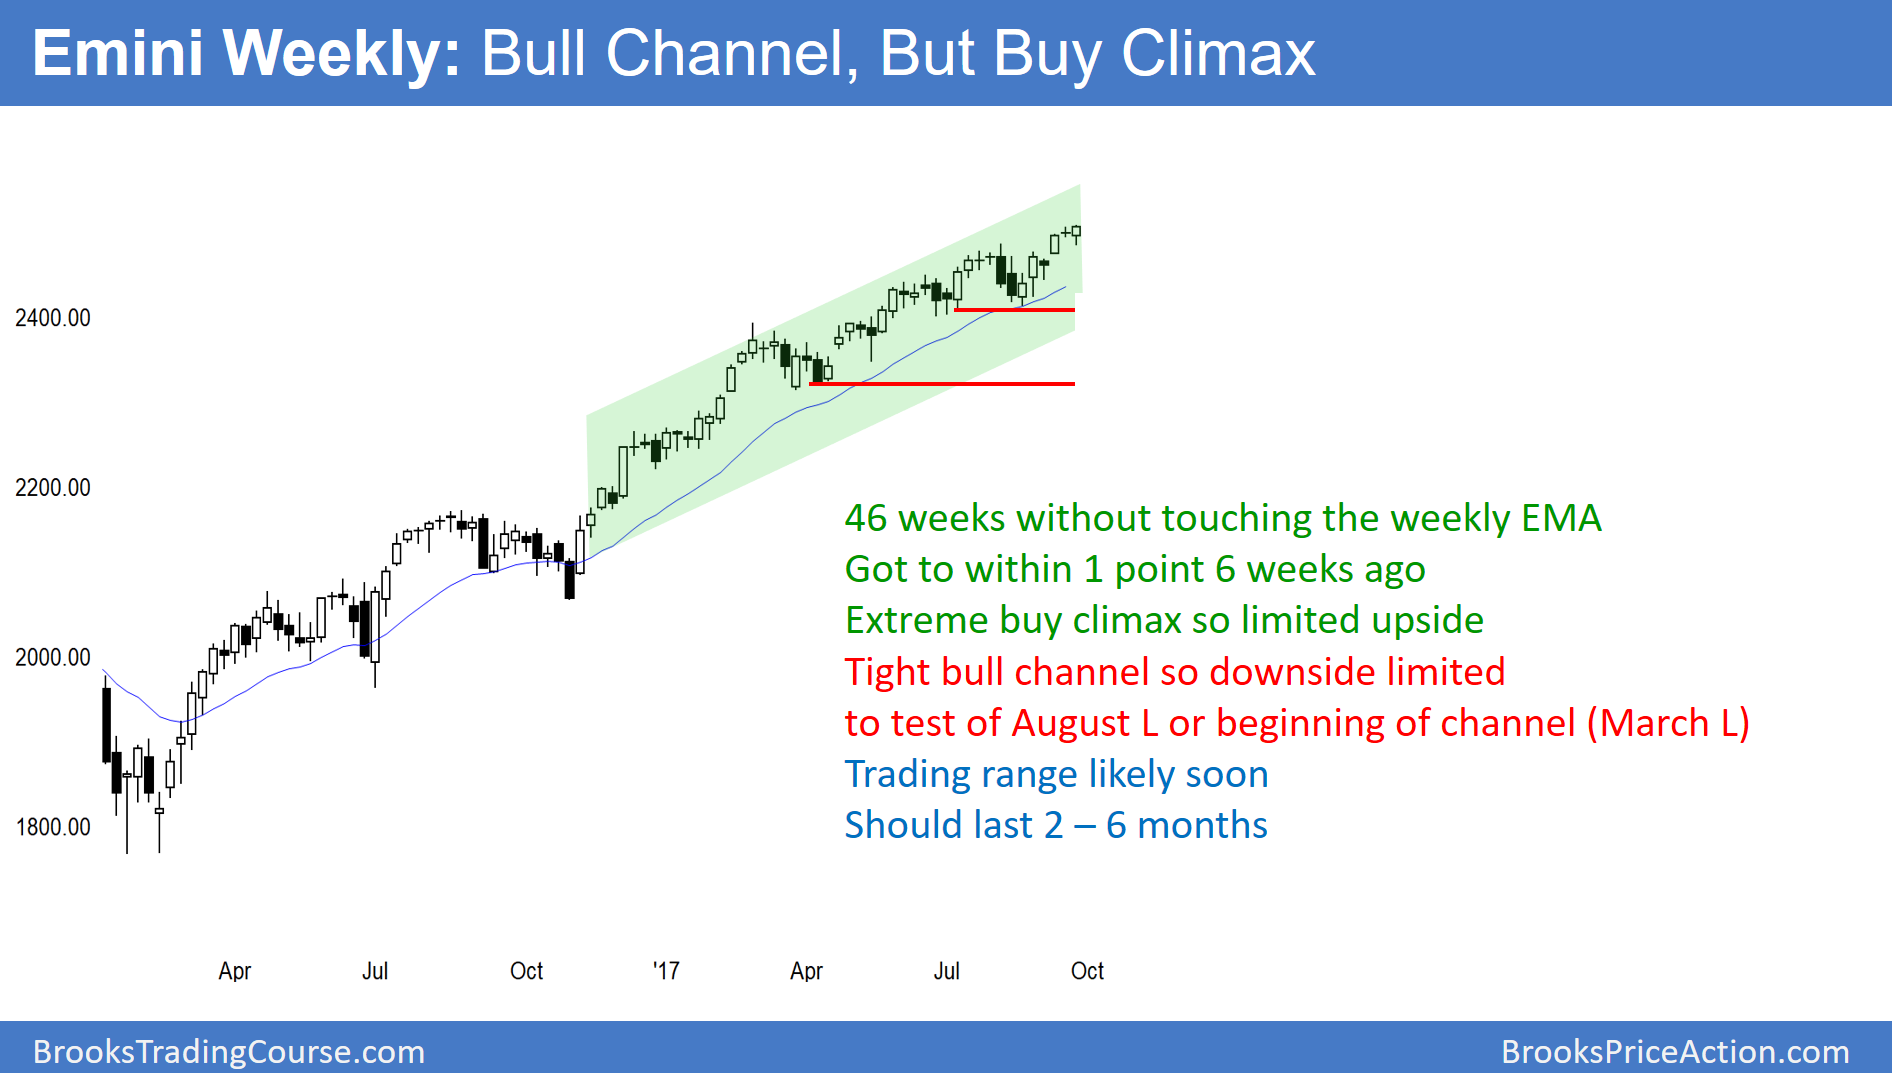 Emini Weekly: Bull Channel, But Buy Climax
2400.00
2200.00
2000.00
1800.00
46 weeks without touching the weekly EMA
Got to within 1 point 6 weeks ago
Extreme buy climax so limited upside
Tight bull channel so downside limited
to test of August L or beginning of channel (March L)
Trading range likely soon
Should last 2 – 6 months
Apr Jul Oct '17 Apr Jul Oct
BrooksTradingCourse.com BrooksPriceAction.com